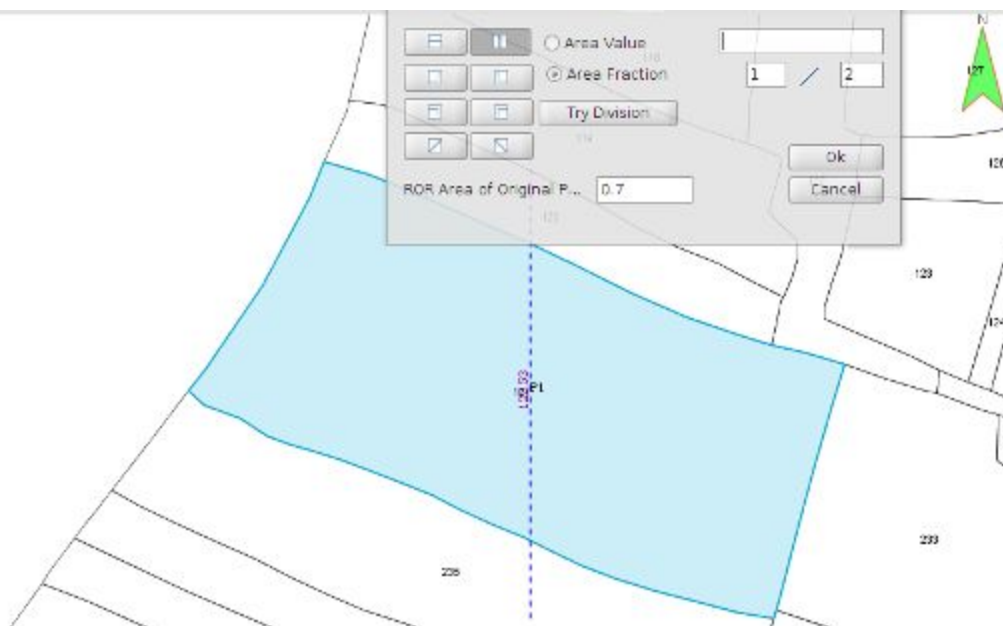 N
Area Value
Area Fraction
1 / 2
Try Division
ROR Area of Original P...
0.7
Ok
Cancel
127
123
P1
233